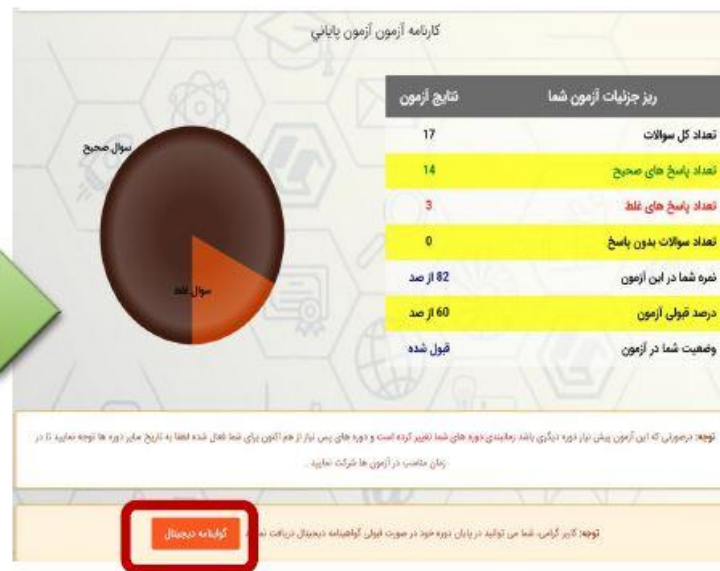 کارنامه آزمون آزمون پایانی
ریز جزئیات آزمون شما نتایج آزمون
تعداد کل سوالات 17
تعداد پاسخ های صحیح 14
تعداد پاسخ های غلط 3
تعداد سوالات بدون پاسخ 0
نمره شما در این آزمون 82 از صد
درصد قبولی آزمون 60 از صد
وضعیت شما در آزمون قبول شده
سوال صحیح
سوال غلط
توجه: درصورتی که این آزمون پیش نیاز دوره دیگری باشد زمانبندی دوره های شما تغییر کرده است و دوره های پس نیاز از هم اکنون برای شما فعال شده لطفا به تاریخ سایر دوره ها توجه نمایید تا در
زمان مناسب در آزمون ها شرکت نمایید .
توجه: کاربر گرامی، شما می توانید در پایان دوره خود در صورت قبولی گواهینامه دیجیتال دریافت
گواهینامه دیجیتال